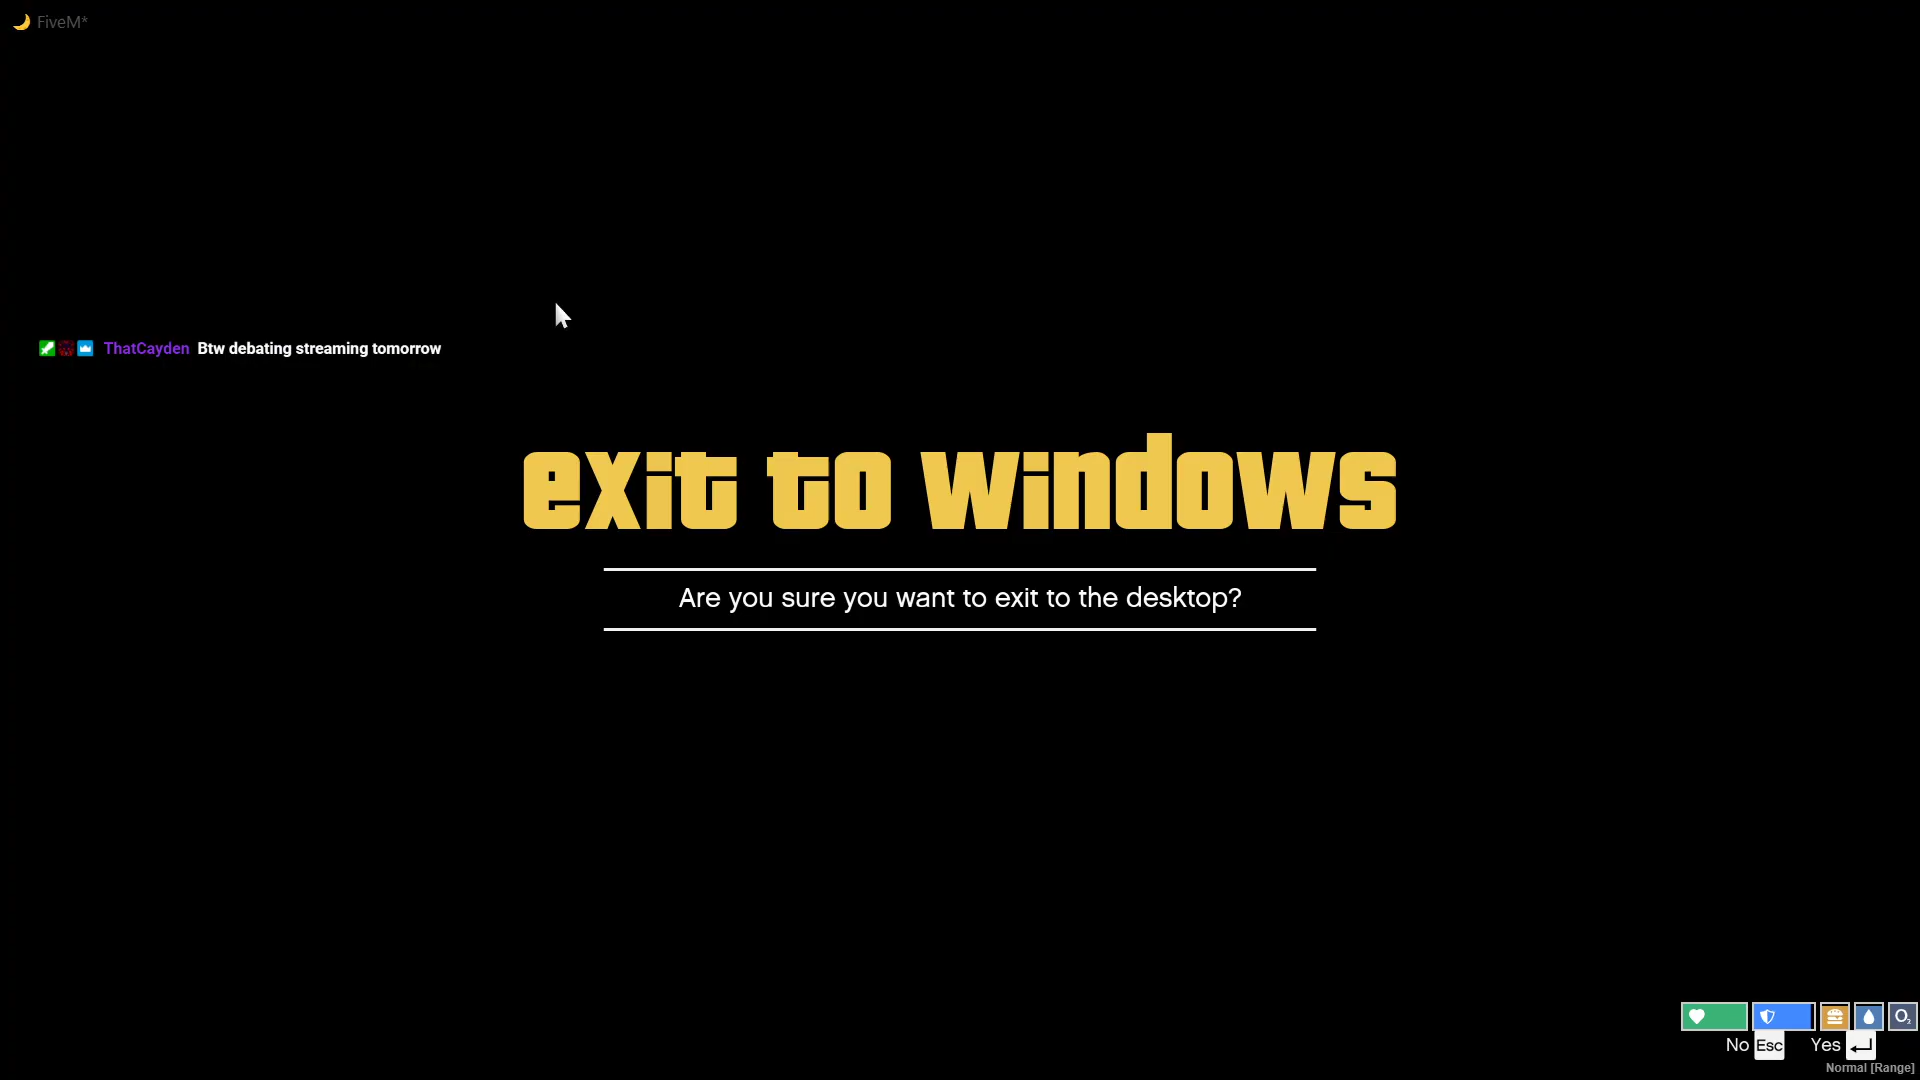 🌙 FiveM*
ThatCayden Btw debating streaming tomorrow
exit to windows
Are you sure you want to exit to the desktop?
O₂
No Esc Yes
Normal [Range]